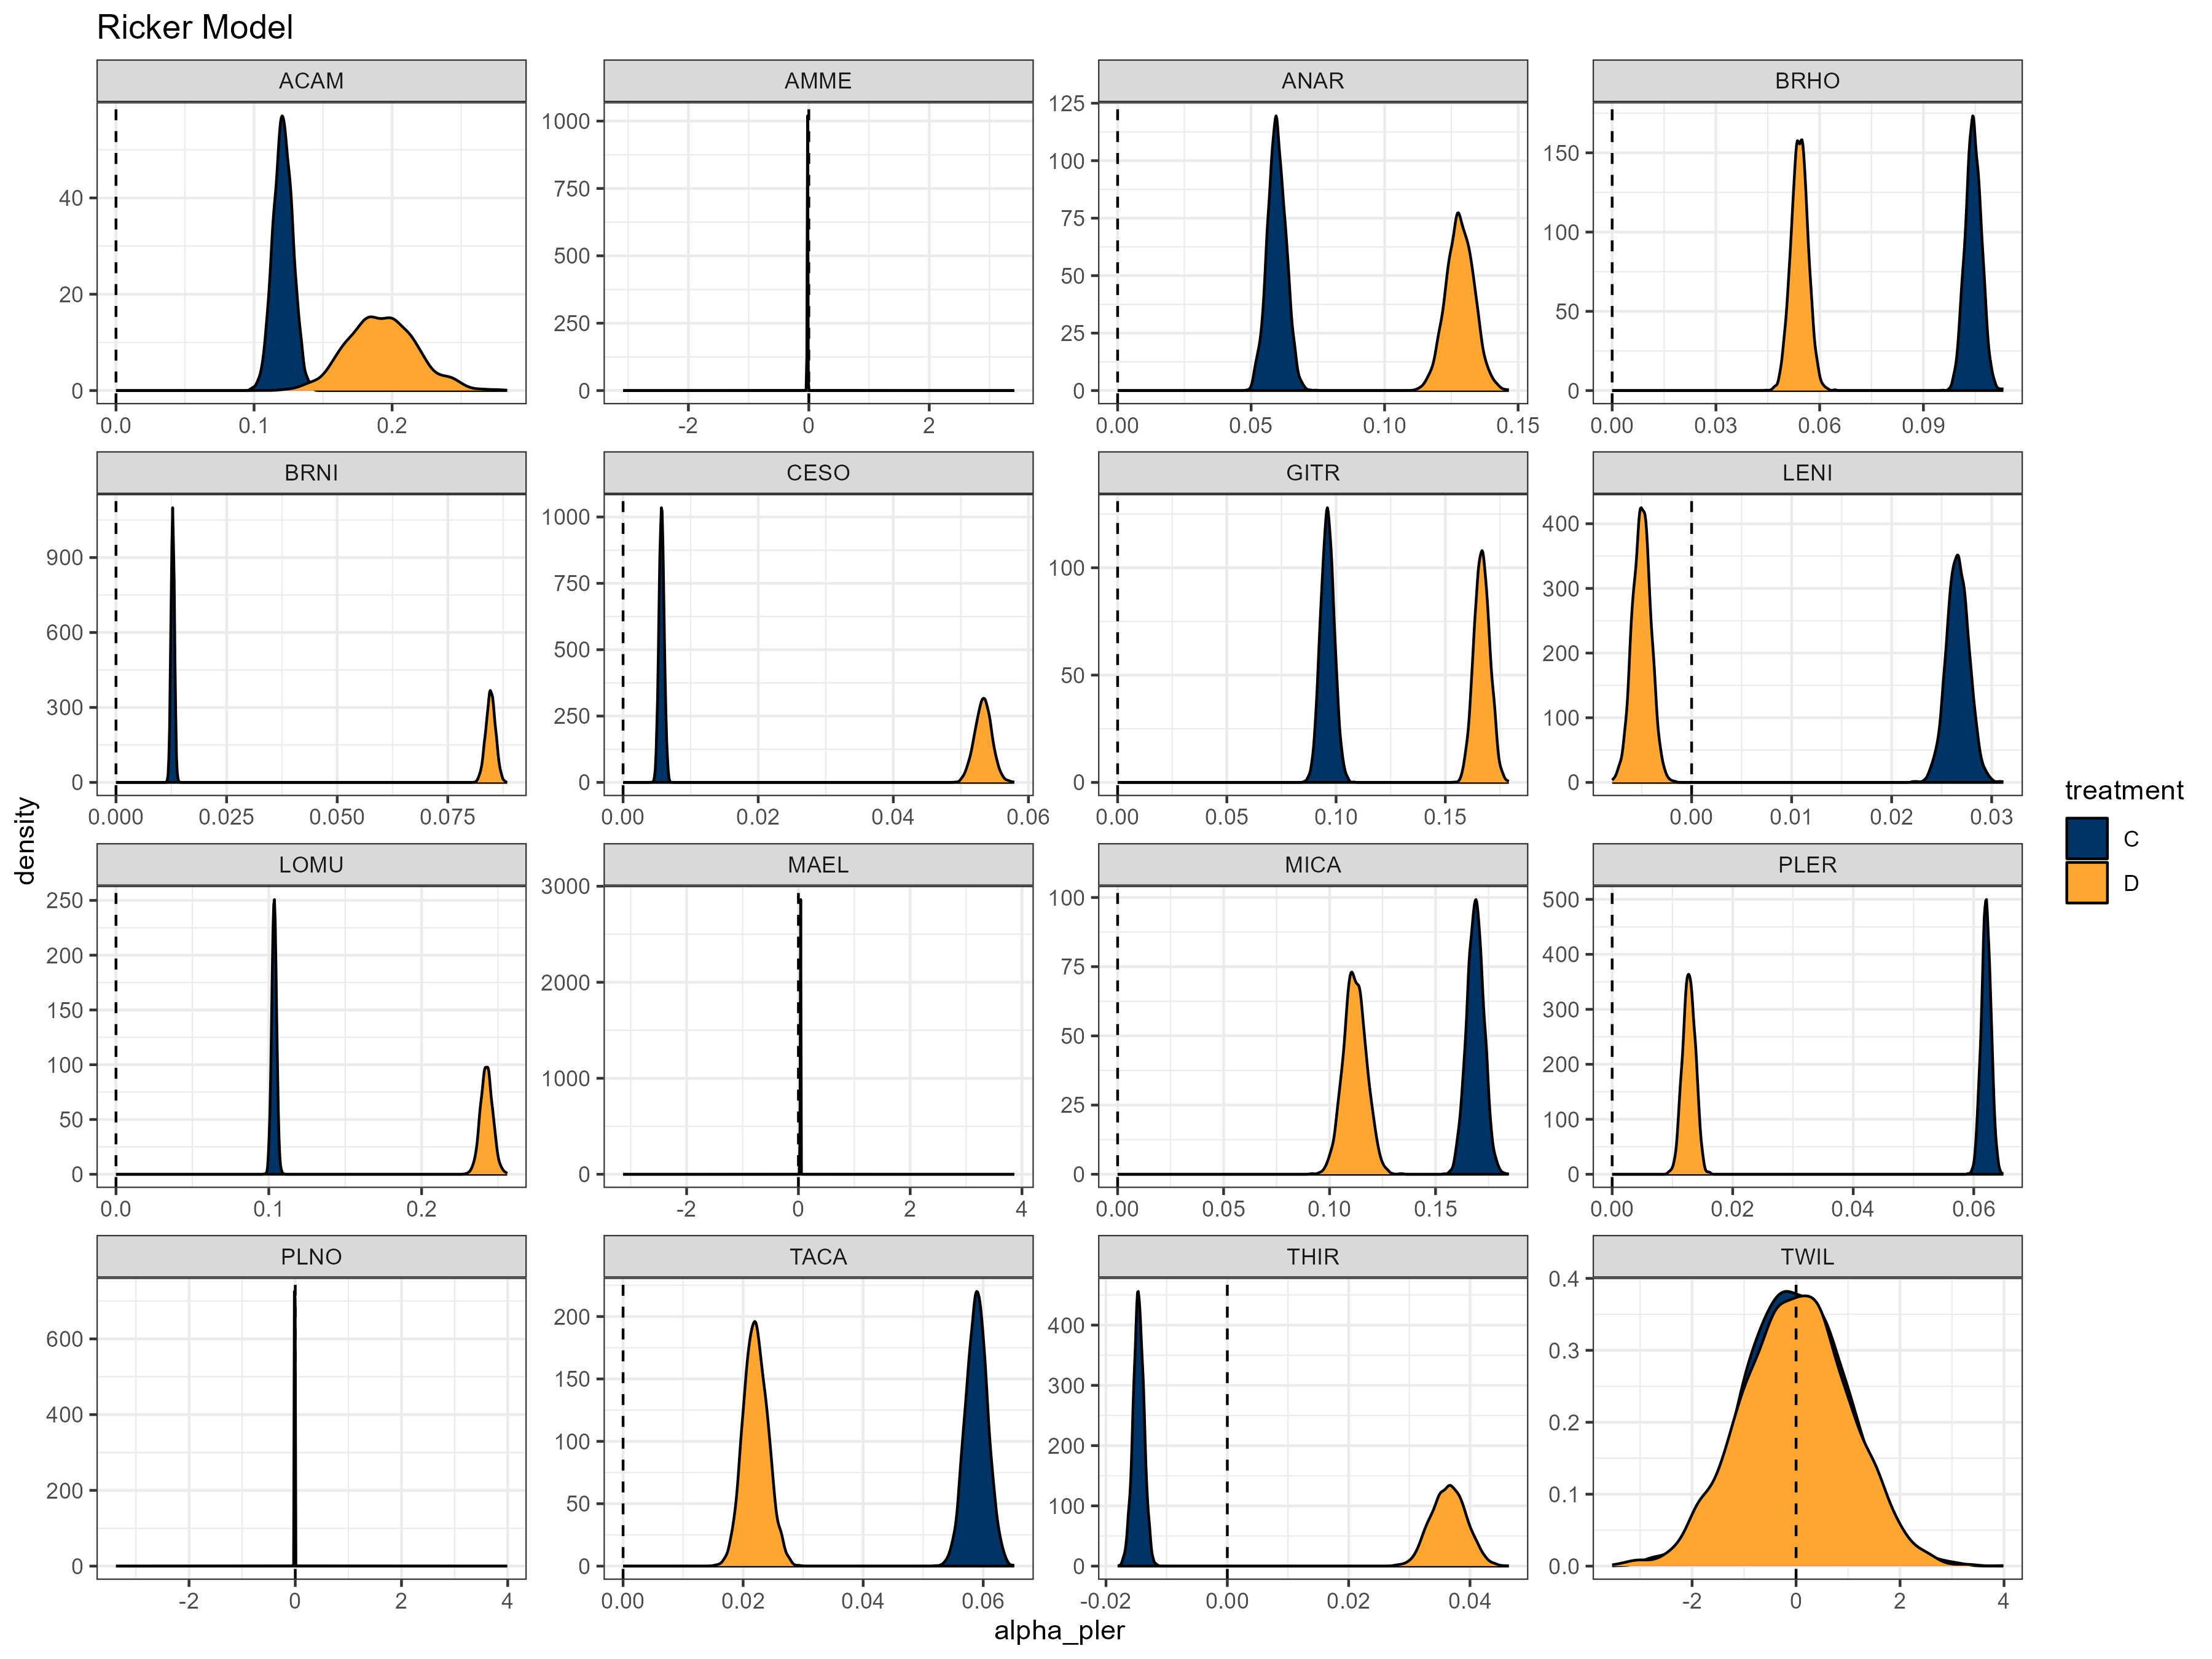 Ricker Model
ACAM AMME ANAR BRHO
0 20 40
0.0 0.1 0.2
0 250 500 750 1000
-2 0 2
0 25 50 75 100 125
0.00 0.05 0.10 0.15
0 50 100 150
0.00 0.03 0.06 0.09
BRNI CESO GITR LENI
0 300 600 900
0.000 0.025 0.050 0.075
0 250 500 750 1000
0.00 0.02 0.04 0.06
0 50 100
0.00 0.05 0.10 0.15
0 100 200 300 400
0.00 0.01 0.02 0.03
LOMU MAEL MICA PLER
0 50 100 150 200 250
0.0 0.1 0.2
0 1000 2000 3000
-2 0 2 4
0 25 50 75 100
0.00 0.05 0.10 0.15
0 100 200 300 400 500
0.00 0.02 0.04 0.06
PLNO TACA THIR TWIL
0 200 400 600
-2 0 2 4
0 50 100 150 200
0.00 0.02 0.04 0.06
0 100 200 300 400
-0.02 0.00 0.02 0.04
0.0 0.1 0.2 0.3 0.4
-2 0 2 4
density
alpha_pler
treatment
C
D